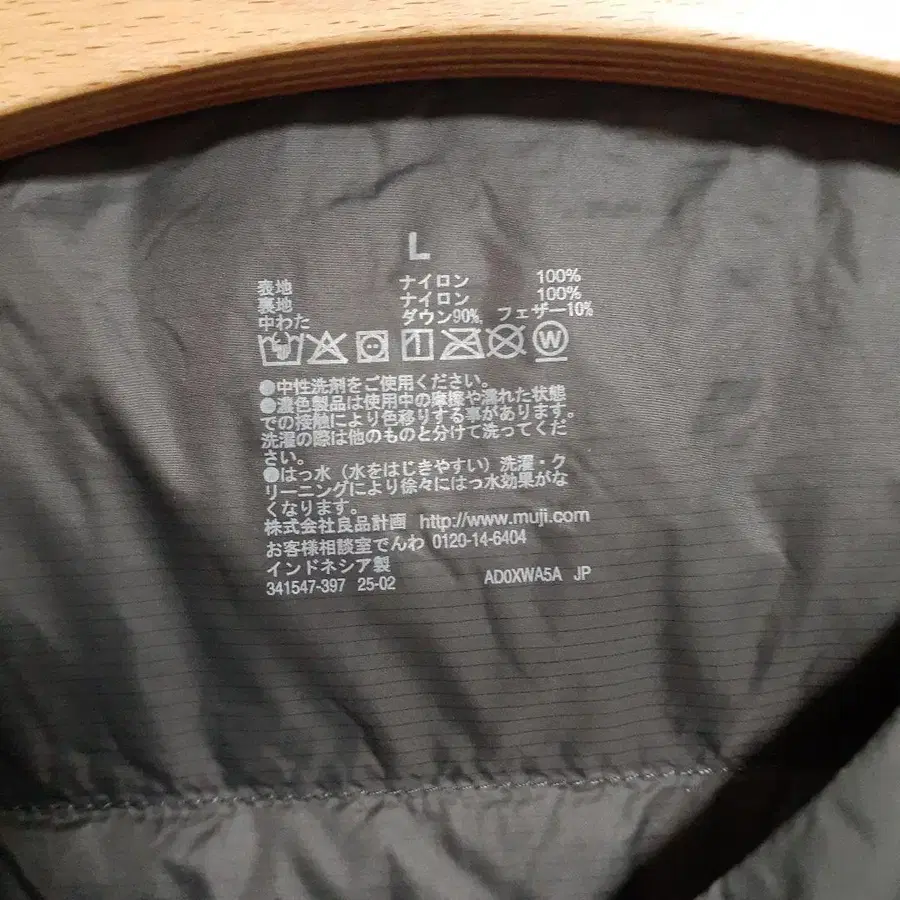 L
表地 ナイロン 100%
裏地 ナイロン 100%
中わた ダウン90%, フェザー10%
W
●中性洗剤をご使用ください。
●濃色製品は使用中の摩擦や濡れた状態
での接触により色移りする事があります。
洗濯の際は他のものと分けて洗ってくだ
さい。
●はっ水（水をはじきやすい）洗濯・ク
リーニングにより徐々にはっ水効果がな
くなります。
株式会社良品計画 http://www.muji.com
お客様相談室でんわ 0120-14-6404
インドネシア製
341547-397 25-02 AD0XWA5A JP